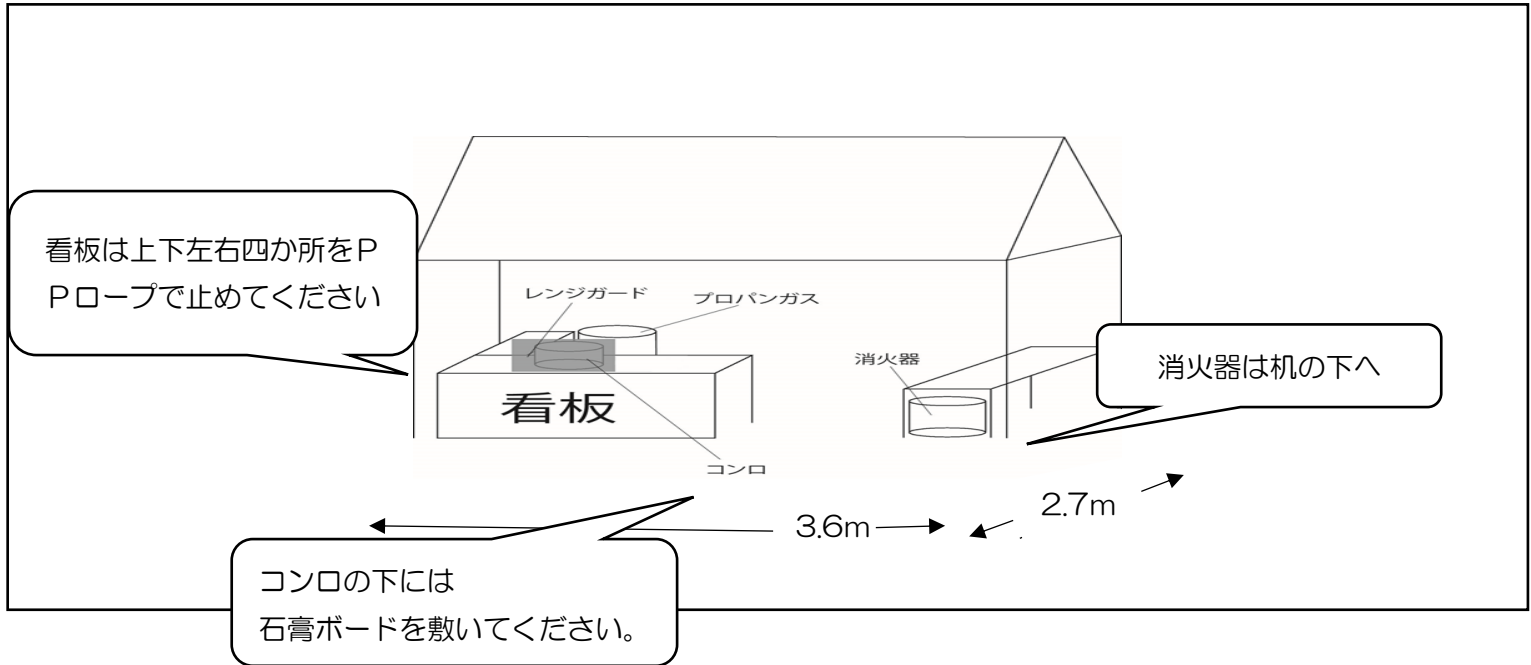 看板は上下左右四か所をP
Pロープで止めてください
レンジガード
プロパンガス
消火器
消火器は机の下へ
看板
コンロ
2.7m
3.6m
コンロの下には
石膏ボードを敷いてください。